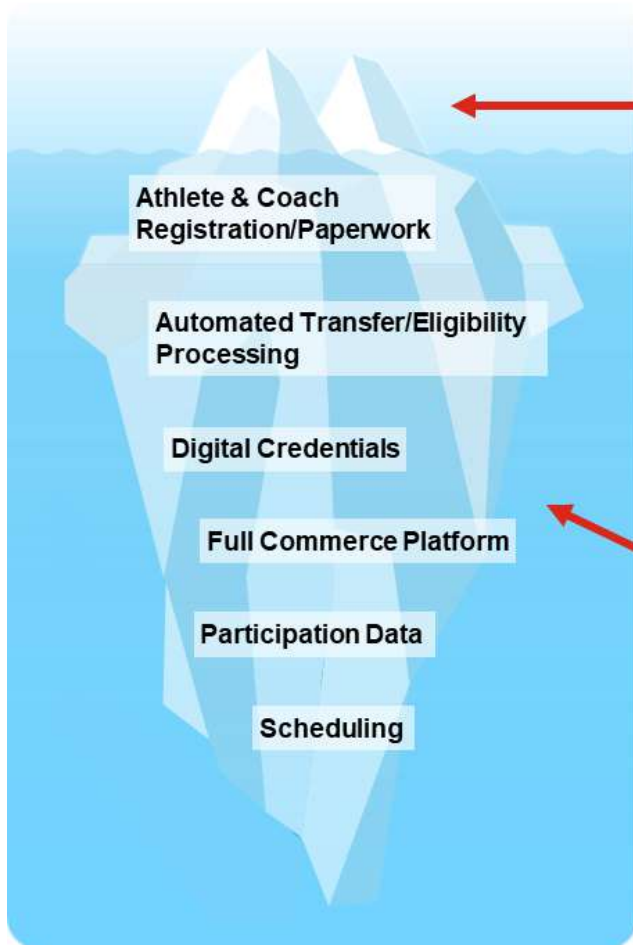 Athlete & Coach
Registration/Paperwork
Automated Transfer/Eligibility
Processing
Digital Credentials
Full Commerce Platform
Participation Data
Scheduling